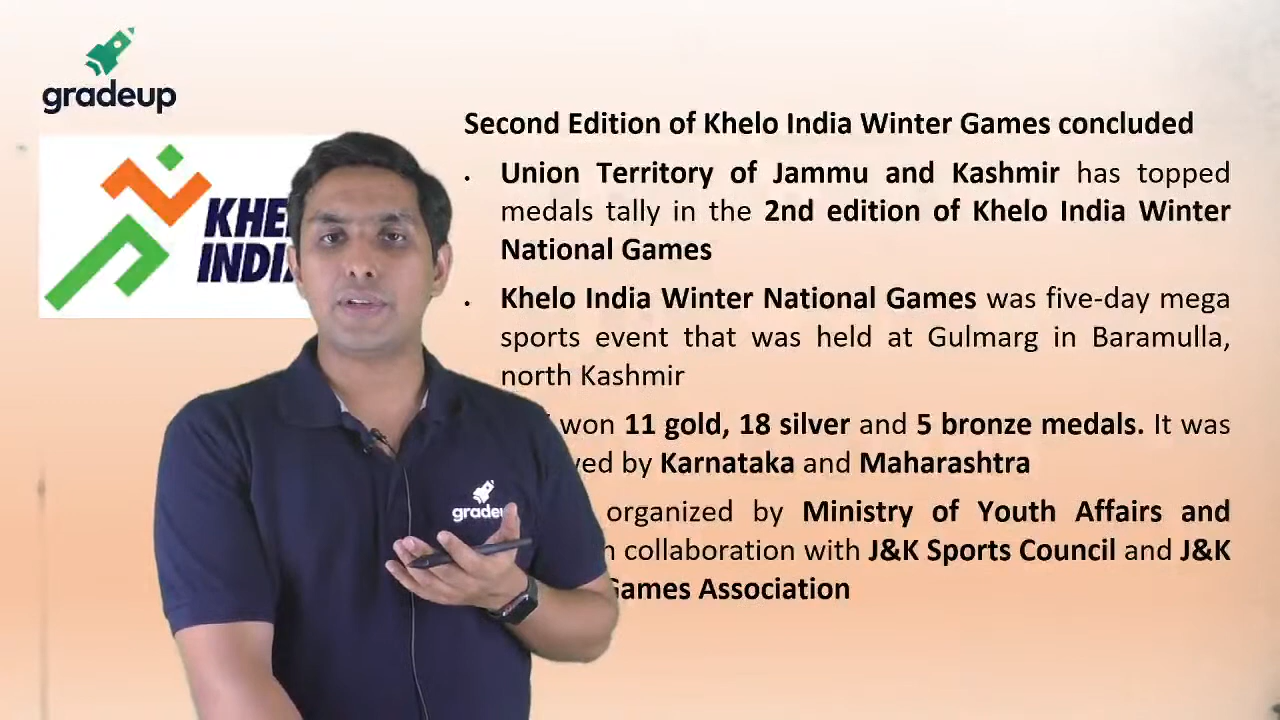 gradeup
Second Edition of Khelo India Winter Games concluded
KHE
INDIA
• Union Territory of Jammu and Kashmir has topped
medals tally in the 2nd edition of Khelo India Winter
National Games
• Khelo India Winter National Games was five-day mega
sports event that was held at Gulmarg in Baramulla,
north Kashmir
won 11 gold, 18 silver and 5 bronze medals. It was
by Karnataka and Maharashtra
organized by Ministry of Youth Affairs and
collaboration with J&K Sports Council and J&K
Games Association
gradeu